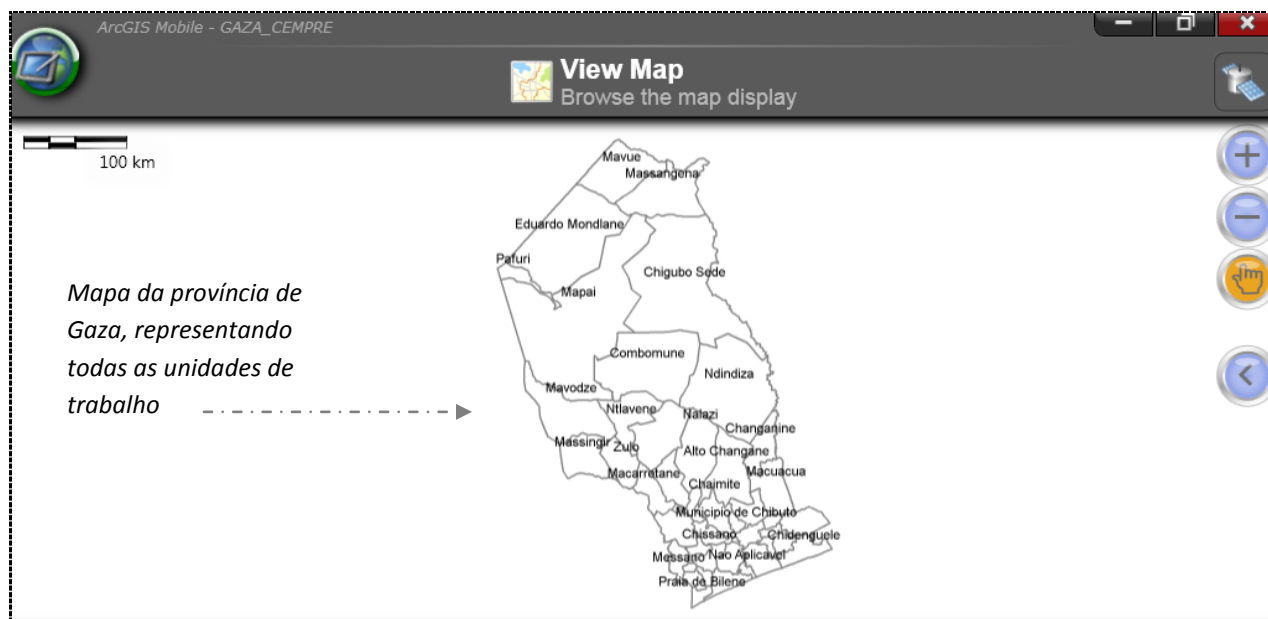 ArcGIS Mobile - GAZA_CEMPRE
View Map
Browse the map display
100 km
Mapa da província de
Gaza, representando
todas as unidades de
trabalho
Mavue
Massangena
Eduardo Mondlane
Pafuri
Chigubo Sede
Mapai
Combomune
Ndindiza
Mavodze
Ntlavene
Nalazi
Changanine
Massingir
Zulo
Alto Changane
Macarretane
Macuacua
Chaimite
Municipio de Chibuto
Chissano
Chidenguele
Messano
Nao Aplicavel
Praia de Bilene